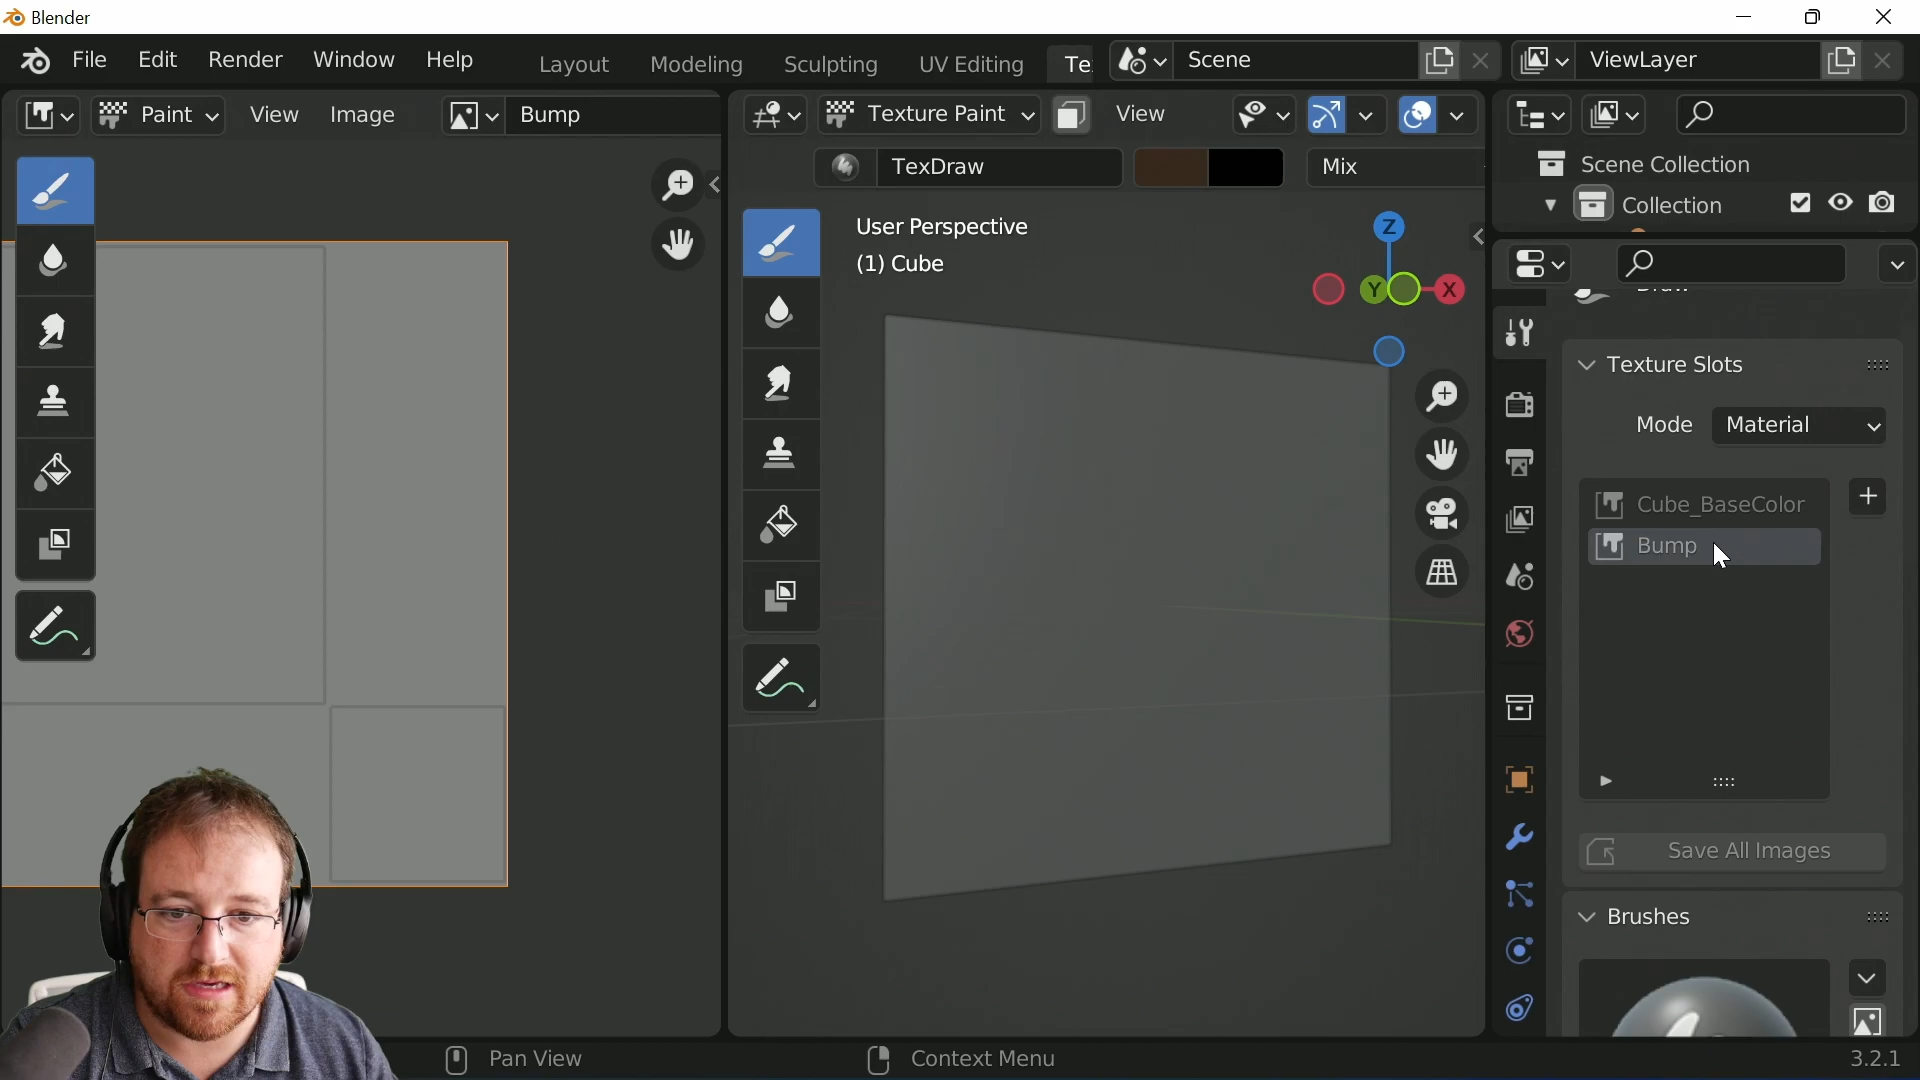 Blender
File Edit Render Window Help Layout Modeling Sculpting UV Editing Te Scene ViewLayer
Paint View Image Bump Texture Paint View
TexDraw Mix
Scene Collection
Collection
User Perspective
(1) Cube
Z
Y X
Texture Slots
Mode Material
Cube_BaseColor
Bump
Save All Images
Brushes
Pan View Context Menu 3.2.1